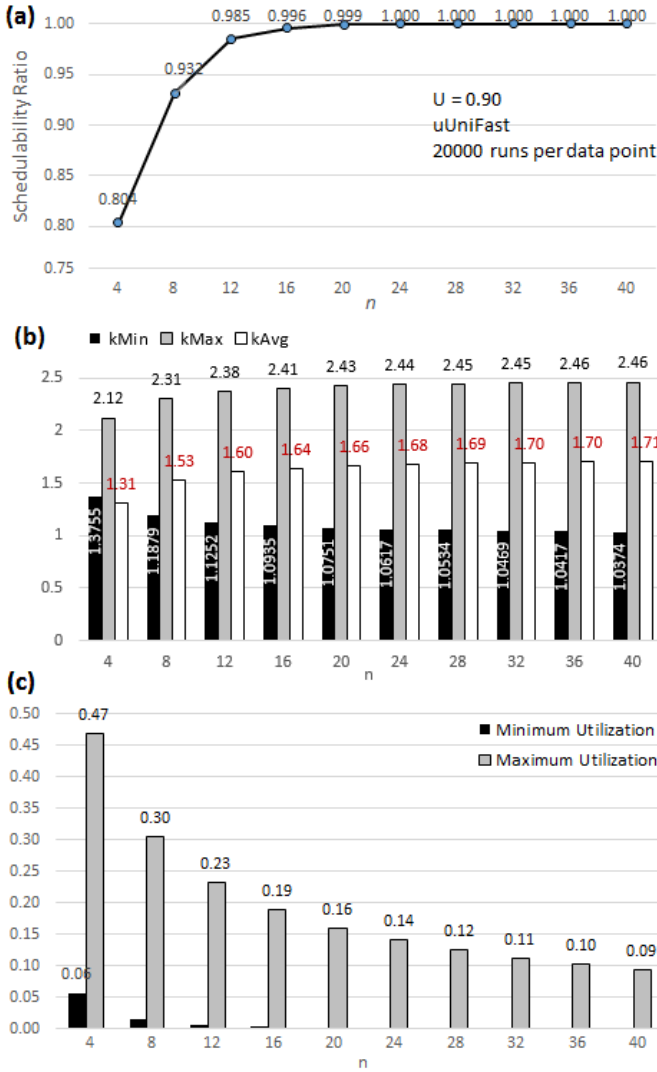 (a)
Schedulability Ratio
1.00
0.95
0.90
0.85
0.80
0.75
0.804
0.932
0.985
0.996
0.999
1.000
1.000
1.000
1.000
1.000
U = 0.90
uUniFast
20000 runs per data point
4 8 12 16 20 24 28 32 36 40
n
(b)
kMin kMax kAvg
2.5
2
1.5
1
0.5
0
2.12 2.31 2.38 2.41 2.43 2.44 2.45 2.45 2.46 2.46
1.31 1.53 1.60 1.64 1.66 1.68 1.69 1.70 1.70 1.71
1.3755 1.1879 1.1252 1.0935 1.0751 1.0617 1.0534 1.0469 1.0417 1.0374
4 8 12 16 20 24 28 32 36 40
n
(c)
0.50
0.45
0.40
0.35
0.30
0.25
0.20
0.15
0.10
0.05
0.00
Minimum Utilization
Maximum Utilization
0.47 0.30 0.23 0.19 0.16 0.14 0.12 0.11 0.10 0.09
0.06
4 8 12 16 20 24 28 32 36 40
n